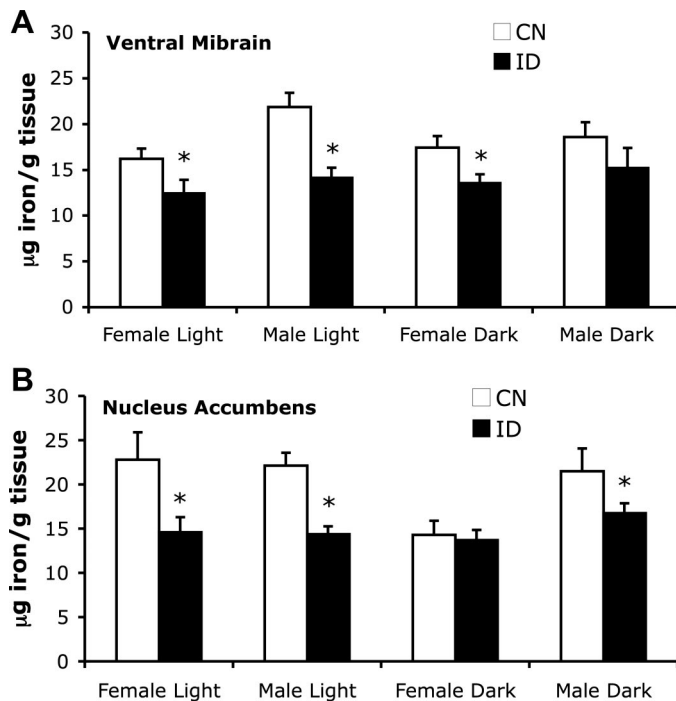 A
Ventral Mibrain
CN
ID
μg iron/g tissue
30
25
20
15
10
5
0
*
*
*
Female Light
Male Light
Female Dark
Male Dark
B
Nucleus Accumbens
CN
ID
μg iron/g tissue
30
25
20
15
10
5
0
*
*
*
Female Light
Male Light
Female Dark
Male Dark